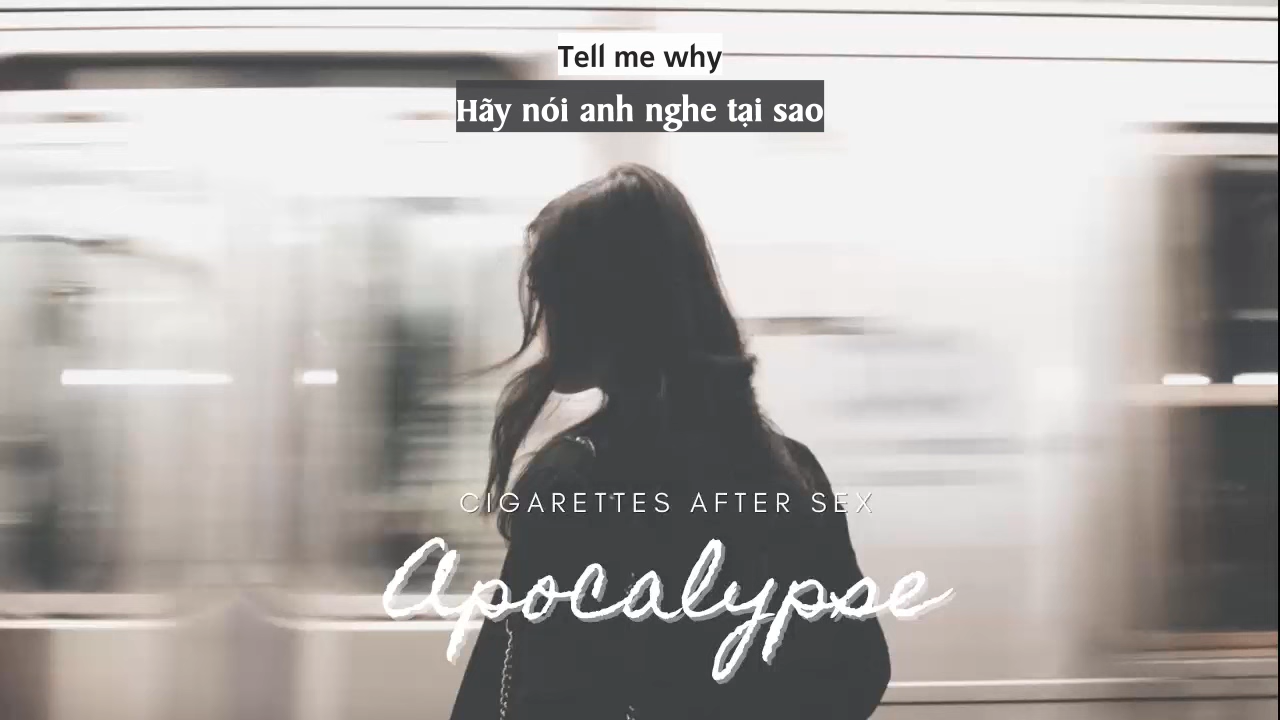 Tell me why
Hãy nói anh nghe tại sao
CIGARETTES AFTER SEX
Apocalypse